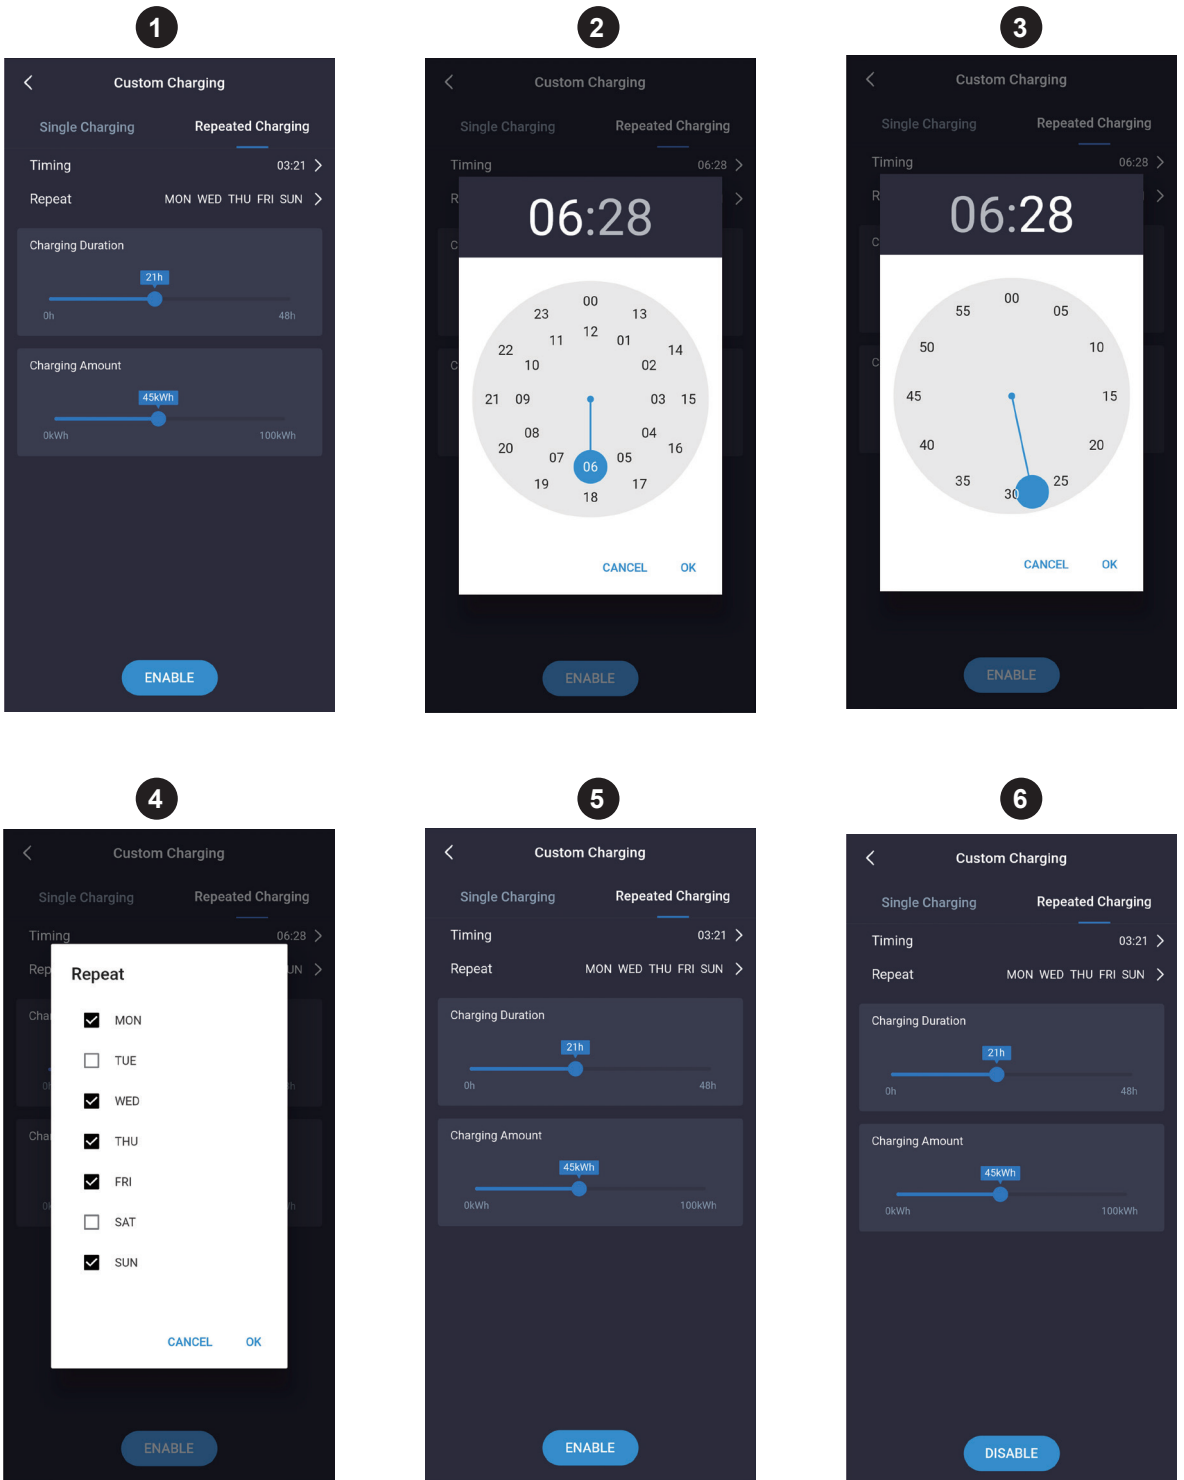 1
Custom Charging
Single Charging Repeated Charging
Timing 03:21
Repeat MON WED THU FRI SUN
Charging Duration
21h
0h 48h
Charging Amount
45kWh
0kWh 100kWh
ENABLE
2
Custom Charging
Single Charging Repeated Charging
Timing 06:28
R
06:28
C
00
23 13
12
11 01
22 14
10 02
C
21 09 03 15
08 04
20 16
07 05
06
19 17
18
CANCEL OK
ENABLE
3
Custom Charging
Single Charging Repeated Charging
Timing 06:28
R
06:28
C
00
55 05
50 10
C
45 15
40 20
35 25
30
CANCEL OK
ENABLE
4
Custom Charging
Single Charging Repeated Charging
Timing 06:28
Rep UN
Repeat
Cha
MON
TUE
0h h
WED
Cha
THU
FRI
0k h
SAT
SUN
CANCEL OK
ENABLE
5
Custom Charging
Single Charging Repeated Charging
Timing 03:21
Repeat MON WED THU FRI SUN
Charging Duration
21h
0h 48h
Charging Amount
45kWh
0kWh 100kWh
ENABLE
6
Custom Charging
Single Charging Repeated Charging
Timing 03:21
Repeat MON WED THU FRI SUN
Charging Duration
21h
0h 48h
Charging Amount
45kWh
0kWh 100kWh
DISABLE